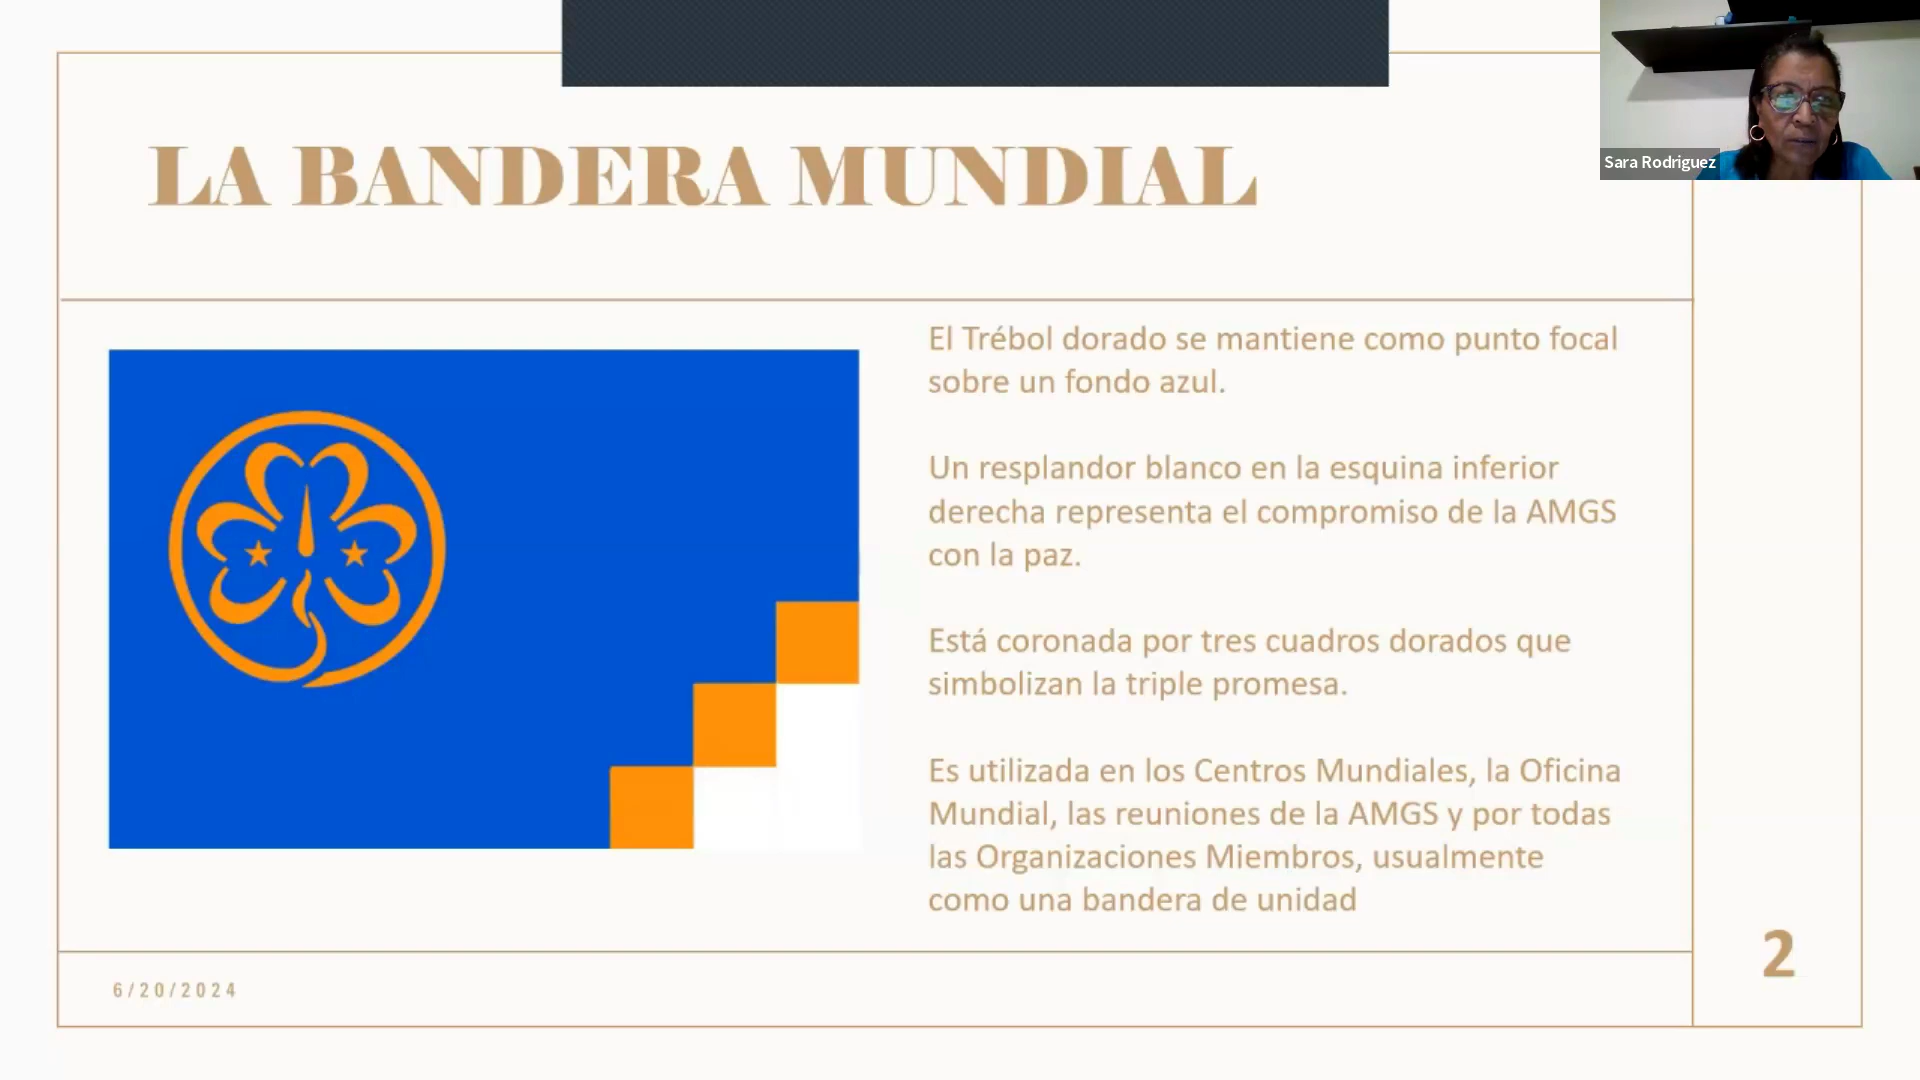 LA BANDERA MUNDIAL
Sara Rodriguez
El Trébol dorado se mantiene como punto focal
sobre un fondo azul.
Un resplandor blanco en la esquina inferior
derecha representa el compromiso de la AMGS
con la paz.
Está coronada por tres cuadros dorados que
simbolizan la triple promesa.
Es utilizada en los Centros Mundiales, la Oficina
Mundial, las reuniones de la AMGS y por todas
las Organizaciones Miembros, usualmente
como una bandera de unidad
2
6/20/2024